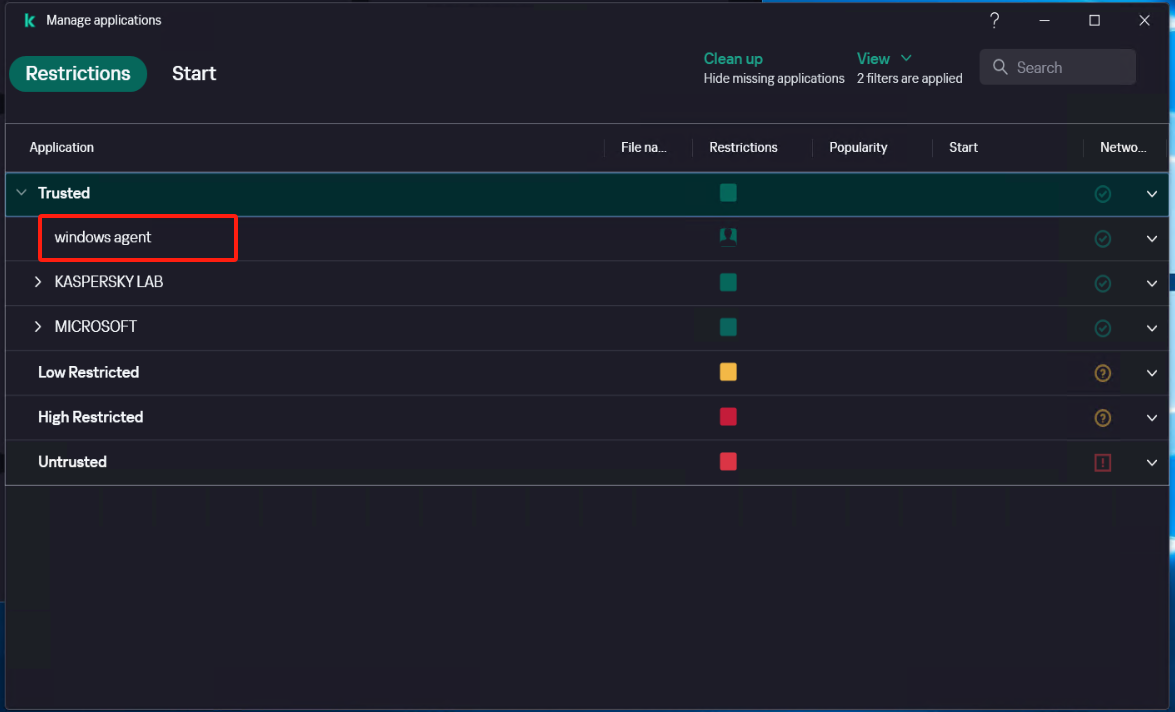 Manage applications
Restrictions
Start
Clean up
Hide missing applications
View
2 filters are applied
Search
Application
File na...
Restrictions
Popularity
Start
Netwo...
Trusted
windows agent
KASPERSKY LAB
MICROSOFT
Low Restricted
High Restricted
Untrusted